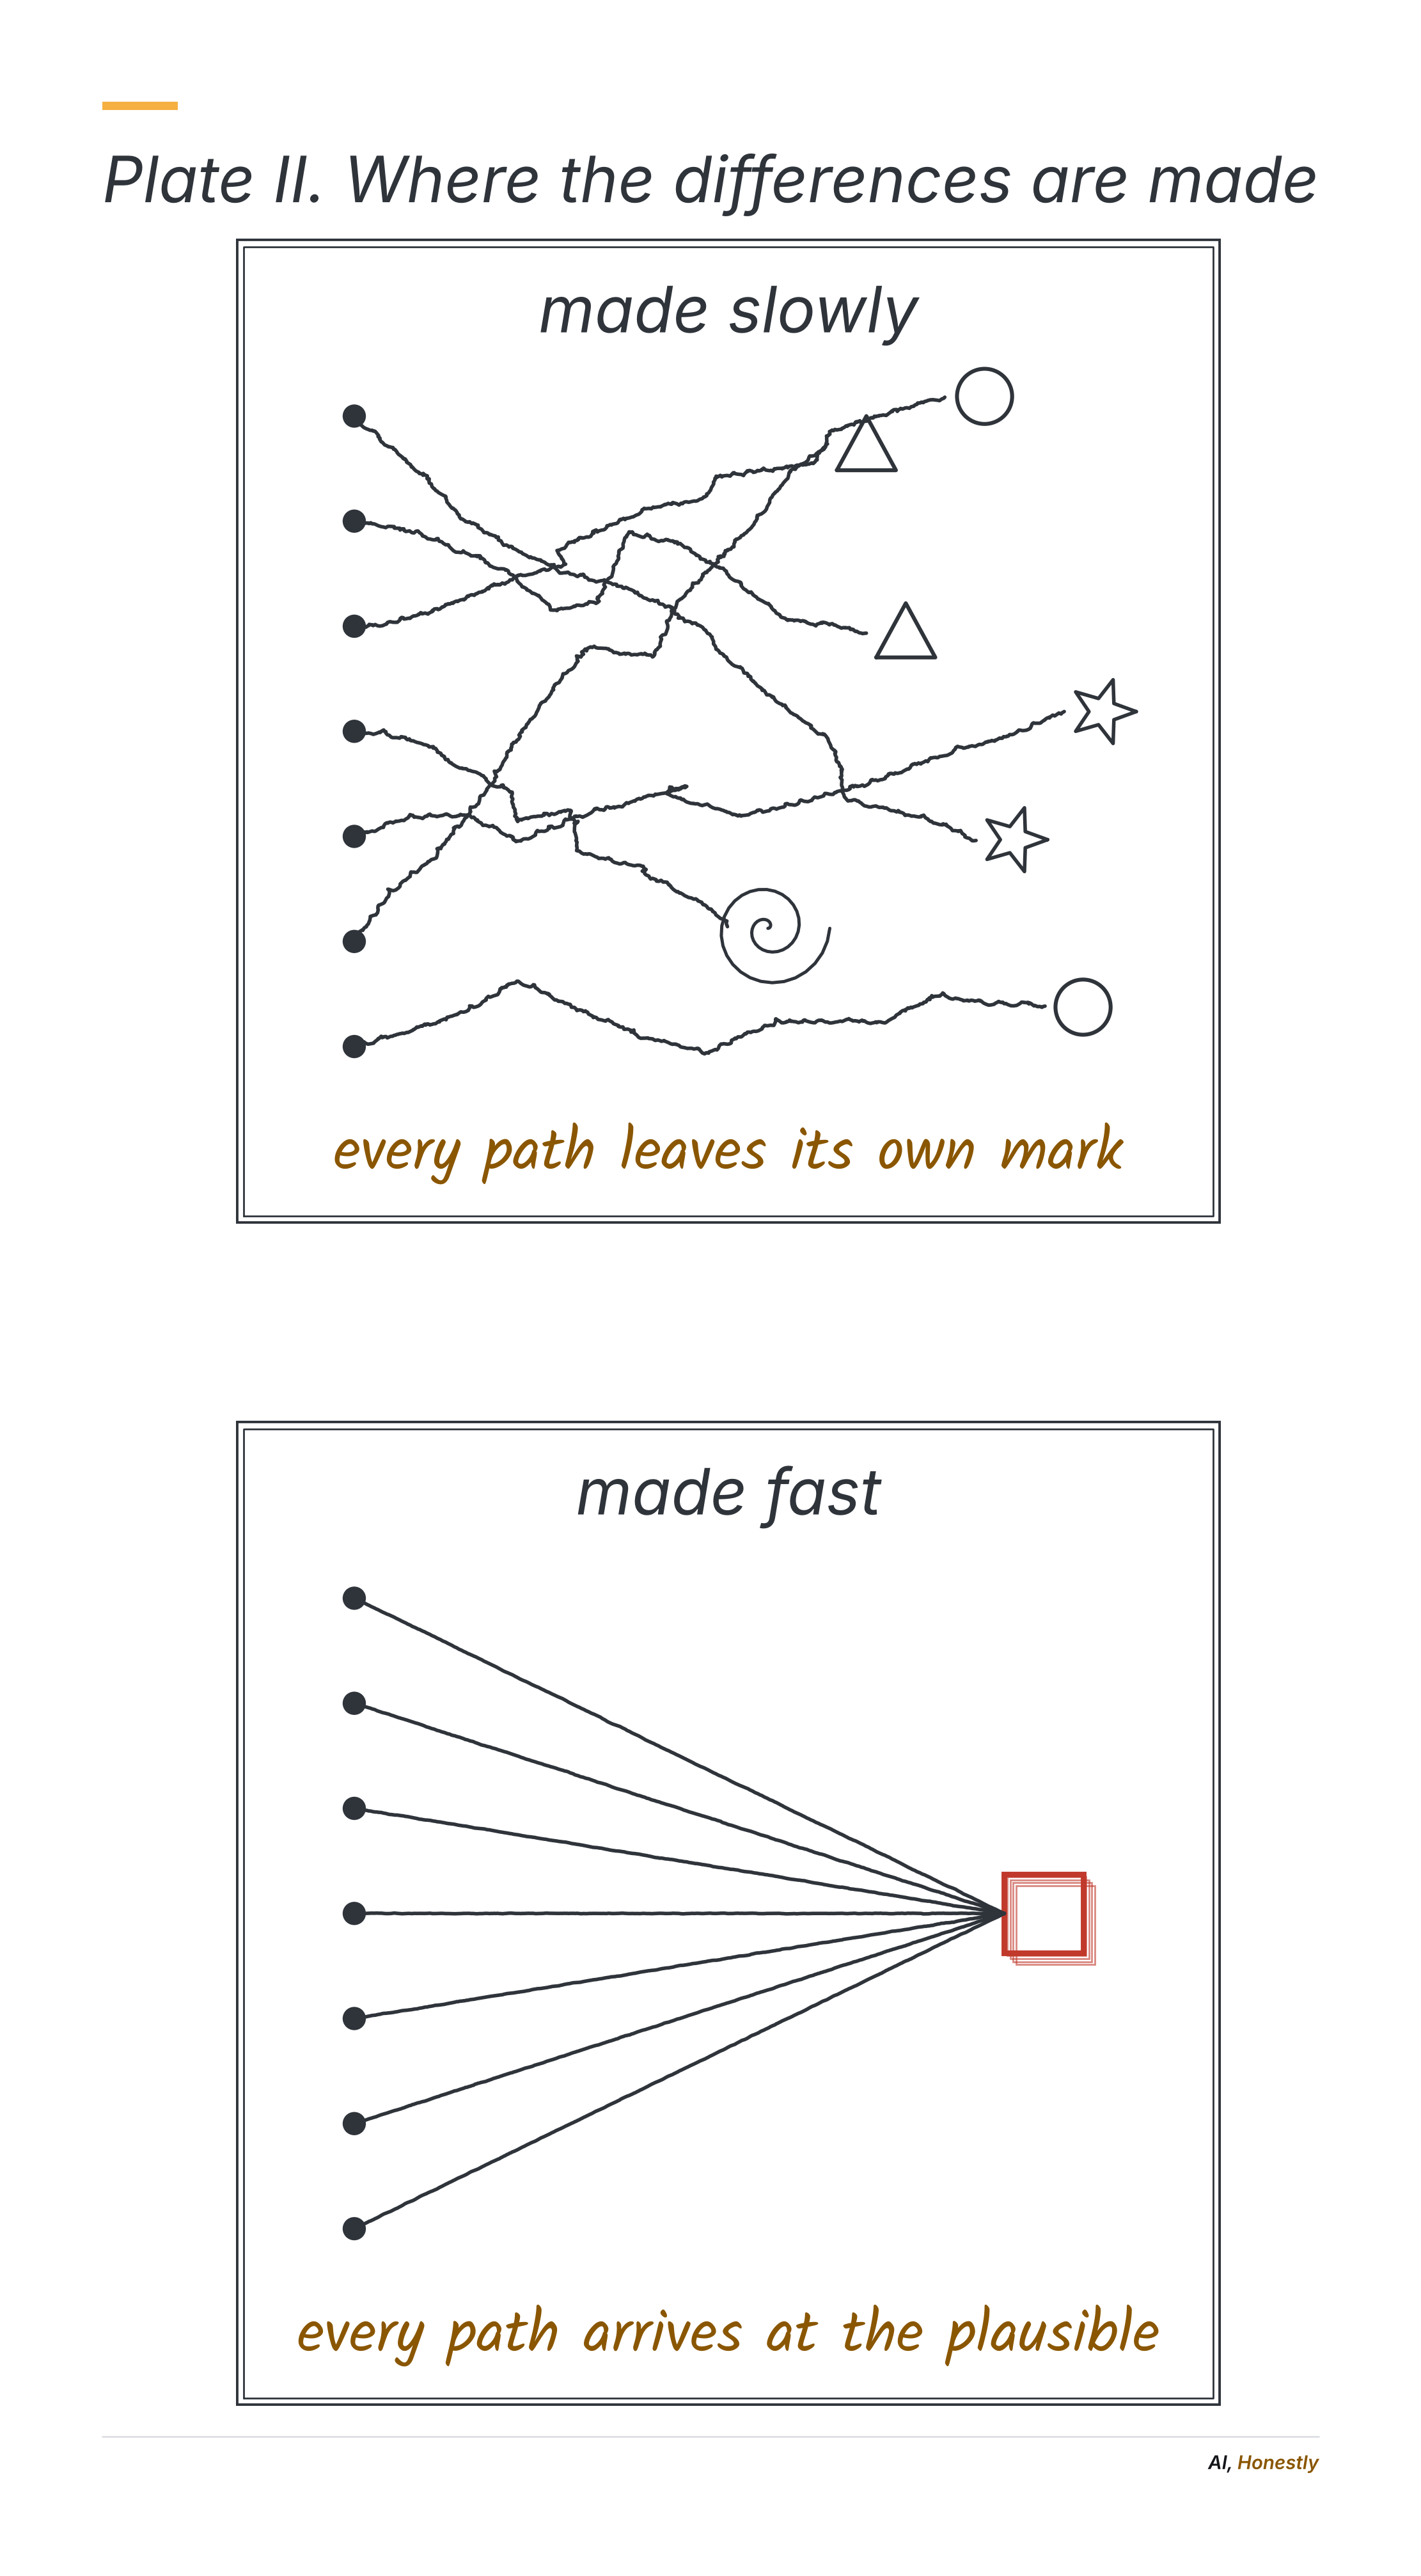 Plate II. Where the differences are made
made slowly
every path leaves its own mark
made fast
every path arrives at the plausible
AI, Honestly